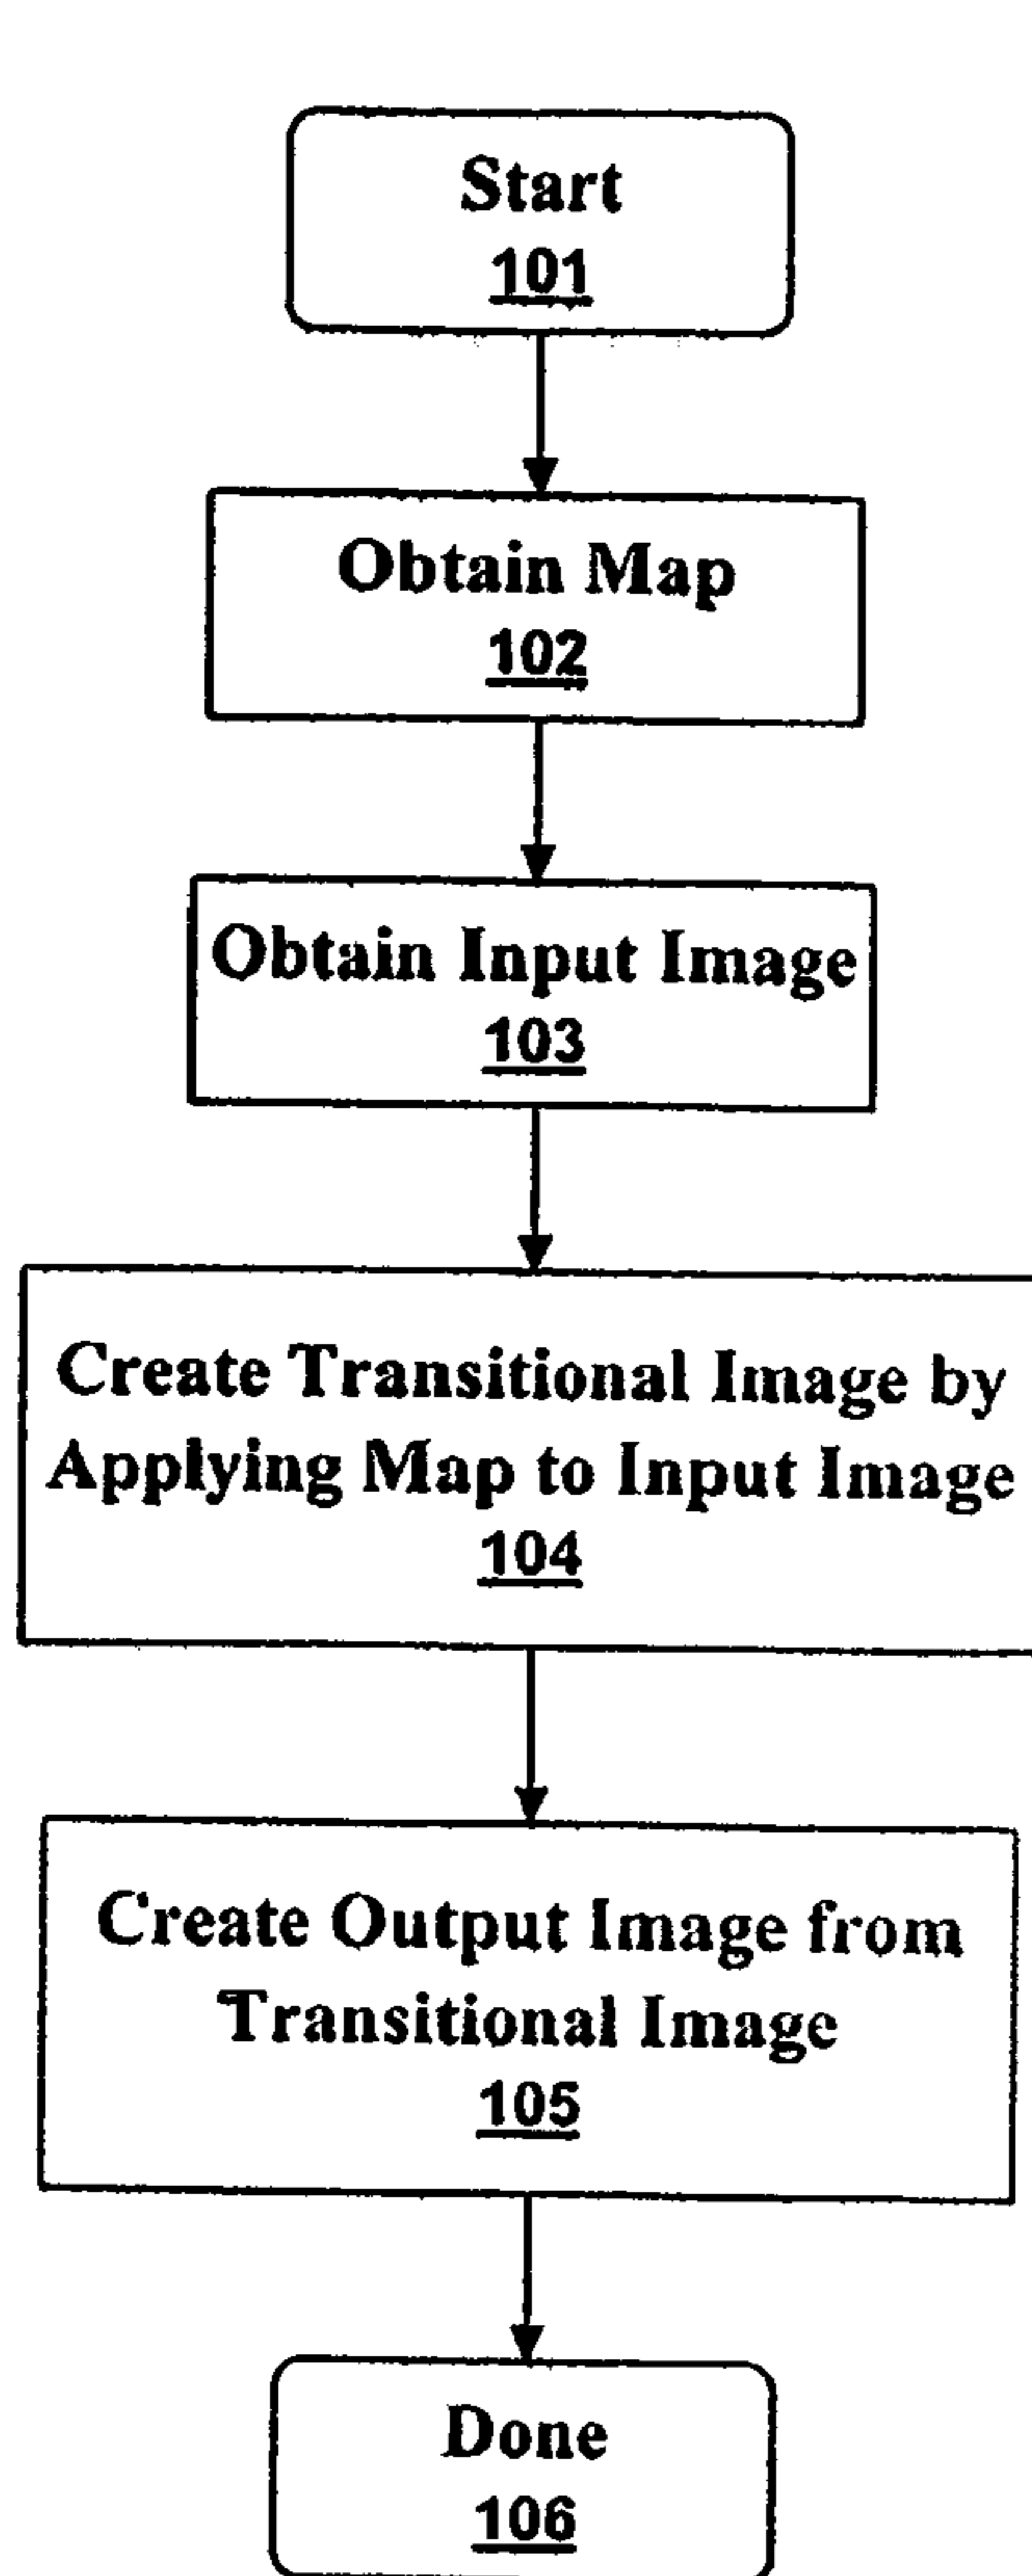 Start
101
Obtain Map
102
Obtain Input Image
103
Create Transitional Image by
Applying Map to Input Image
104
Create Output Image from
Transitional Image
105
Done
106